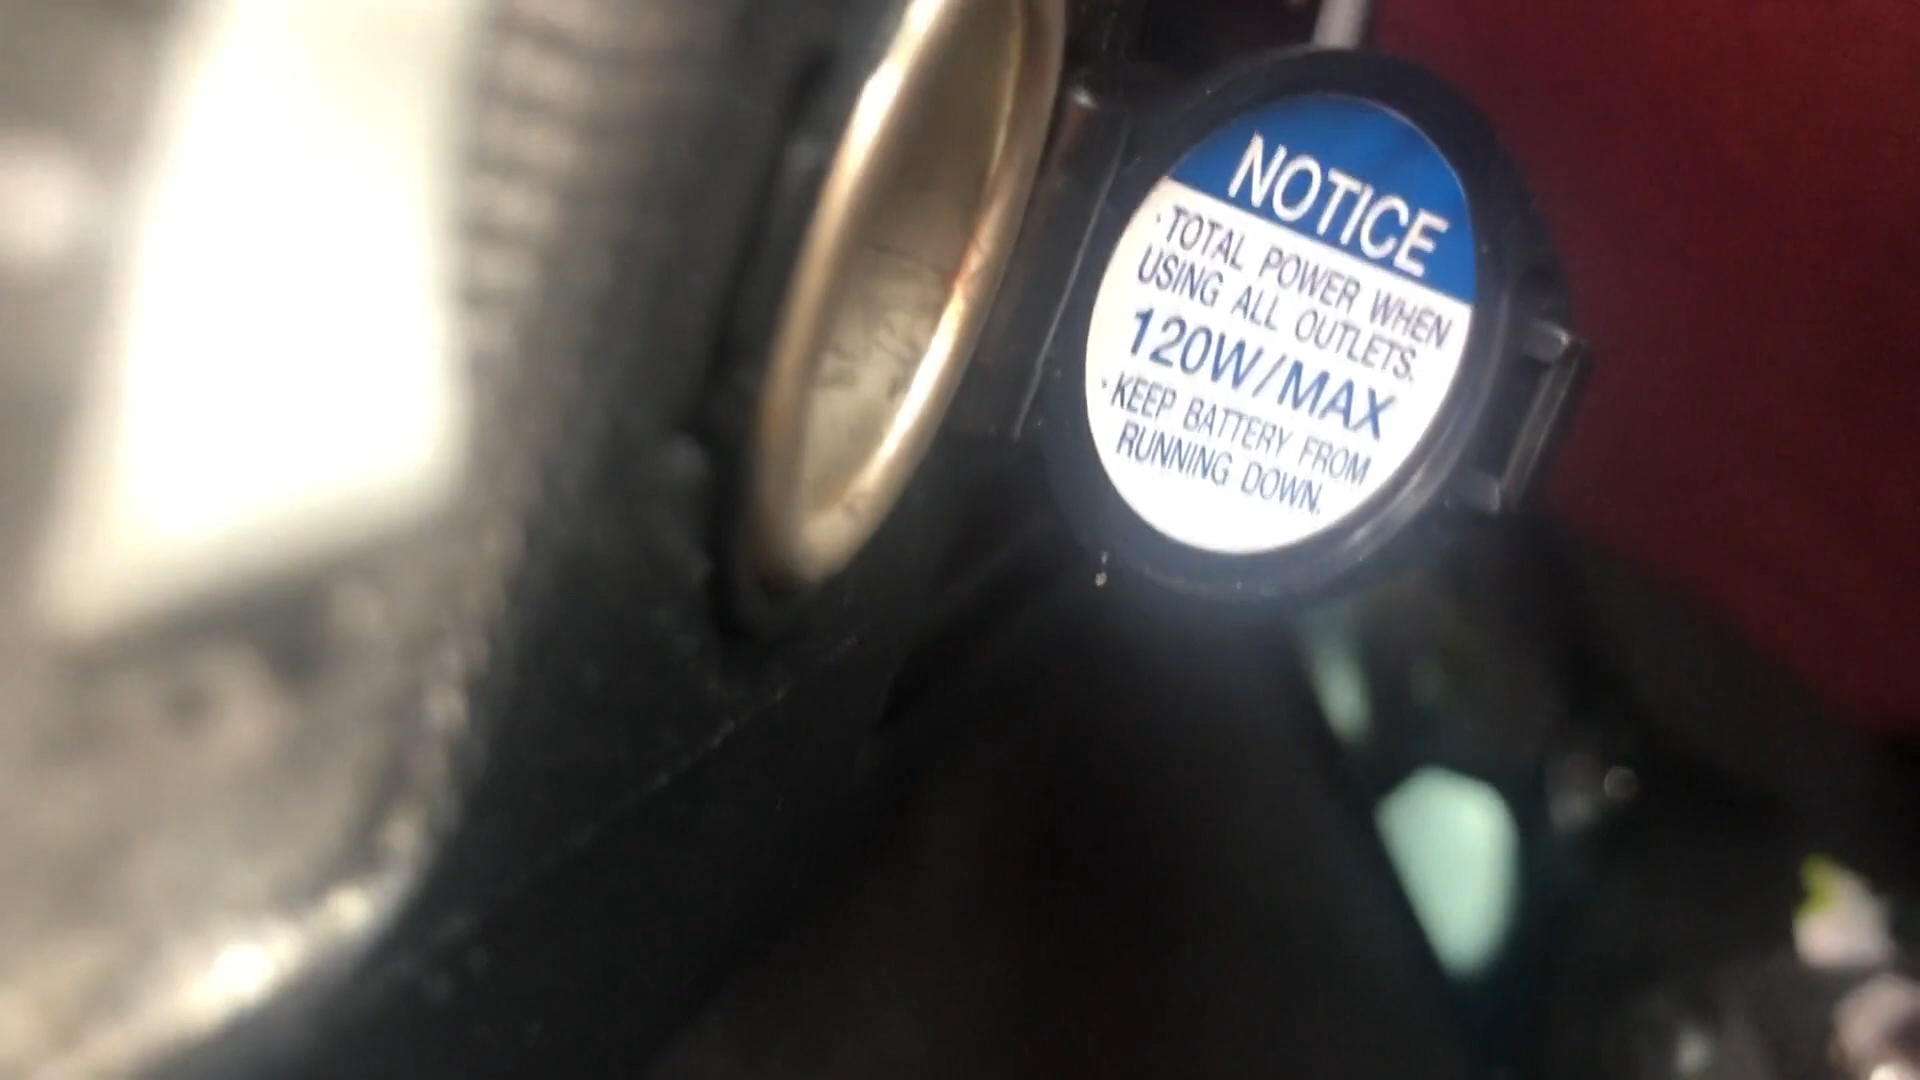 NOTICE
· TOTAL POWER WHEN
USING ALL OUTLETS.
120W/MAX
· KEEP BATTERY FROM
RUNNING DOWN.